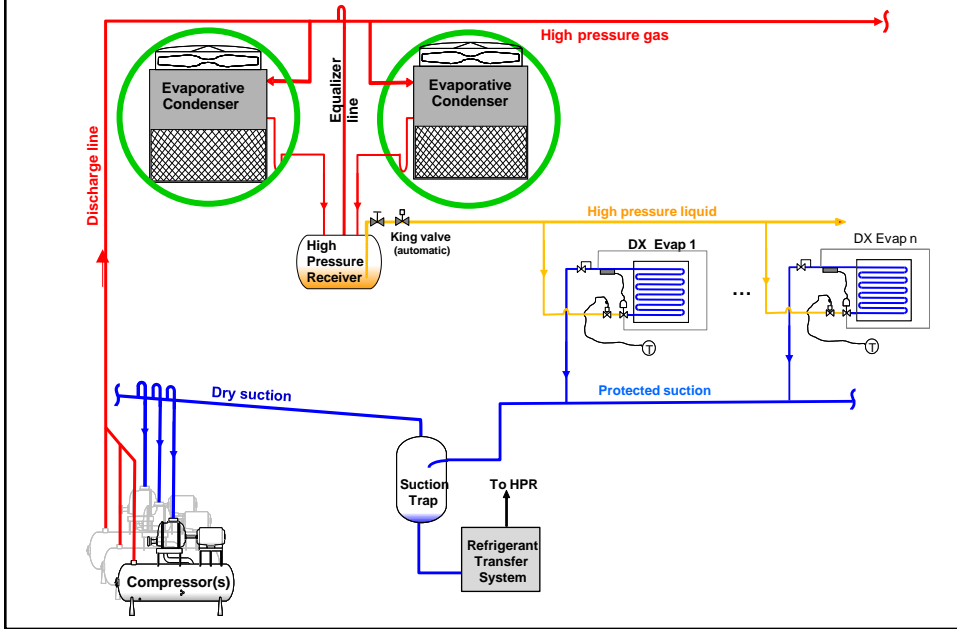 High pressure gas
Evaporative
Condenser
Equalizer
line
Evaporative
Condenser
Discharge line
High pressure liquid
King valve
(automatic)
High
Pressure
Receiver
DX Evap 1
DX Evap n
...
T
T
Dry suction
Protected suction
Suction
Trap
To HPR
Refrigerant
Transfer
System
Compressor(s)